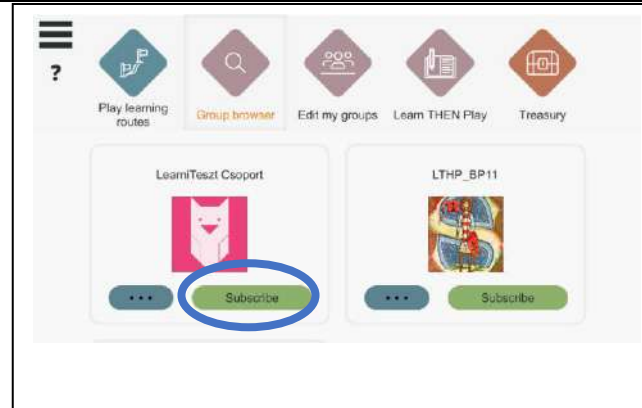 ?
Play learning
routes
Group browser
Edit my groups
Learn THEN Play
Treasury
LearniTeszt Csoport
LTHP_BP11
•••
Subscribe
•••
Subscribe